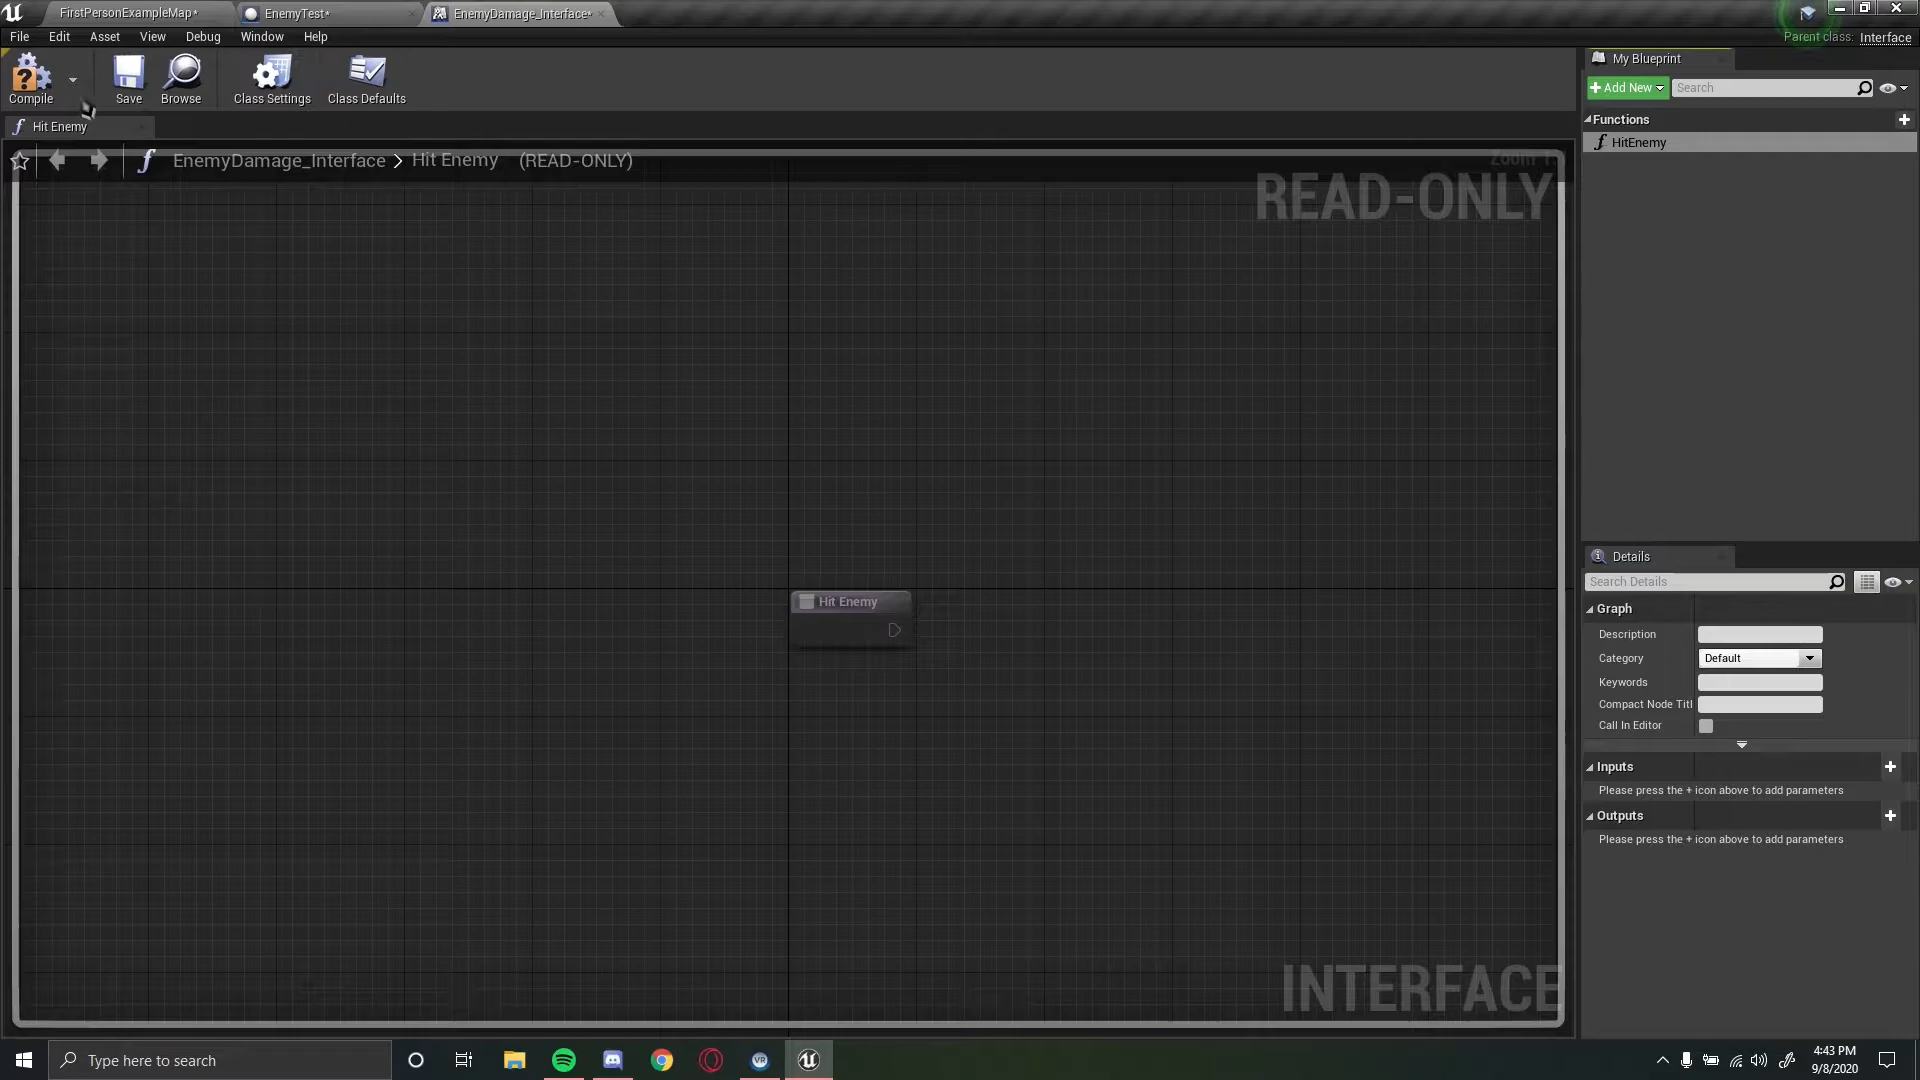 FirstPersonExampleMap*
EnemyTest*
EnemyDamage_Interface*
File Edit Asset View Debug Window Help
Parent class: Interface
Compile
Save
Browse
Class Settings
Class Defaults
My Blueprint
Add New
Search
Functions
HitEnemy
Hit Enemy
EnemyDamage_Interface > Hit Enemy (READ-ONLY)
READ-ONLY
Hit Enemy
INTERFACE
Details
Search Details
Graph
Description
Category Default
Keywords
Compact Node Titl
Call In Editor
Inputs
Please press the + icon above to add parameters
Outputs
Please press the + icon above to add parameters
Type here to search
VR
4:43 PM
9/8/2020